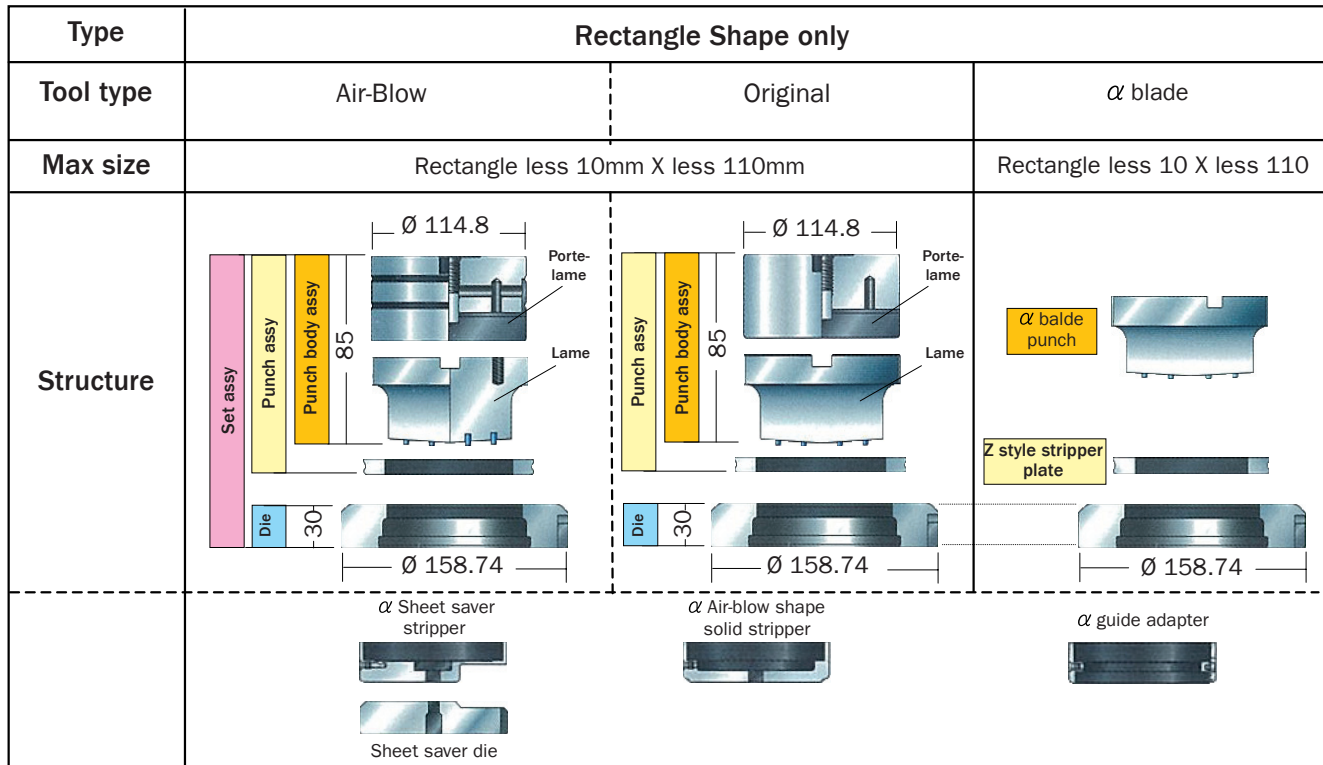 Type
Rectangle Shape only
Tool type
Air-Blow
Original
α blade
Max size
Rectangle less 10mm X less 110mm
Rectangle less 10 X less 110
Structure
Set assy
Punch assy
Punch body assy
85
Ø 114.8
Porte-
lame
Lame
Die
30
Ø 158.74
Punch assy
Punch body assy
85
Ø 114.8
Porte-
lame
Lame
Die
30
Ø 158.74
α balde
punch
Z style stripper
plate
Ø 158.74
α Sheet saver
stripper
Sheet saver die
α Air-blow shape
solid stripper
α guide adapter